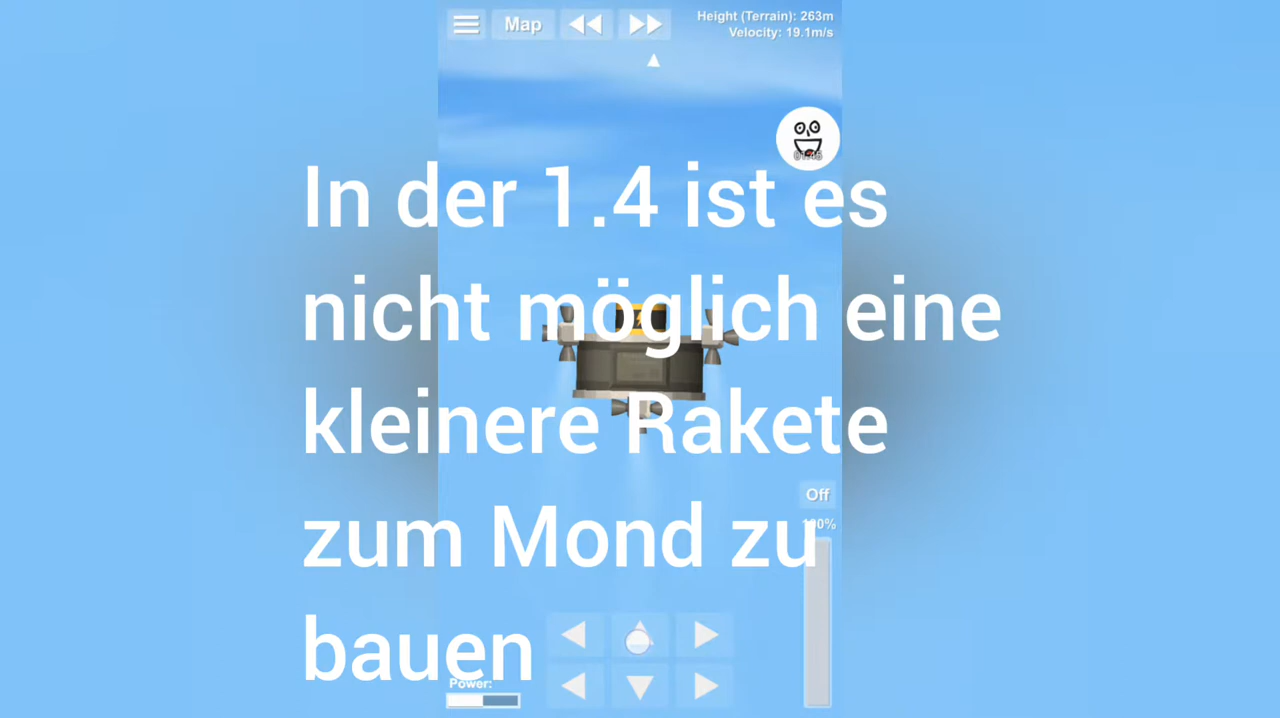 Map
Height (Terrain): 263m
Velocity: 19.1m/s
In der 1.4 ist es
nicht möglich eine
kleinere Rakete
zum Mond zu
bauen
Off
100%
Power: